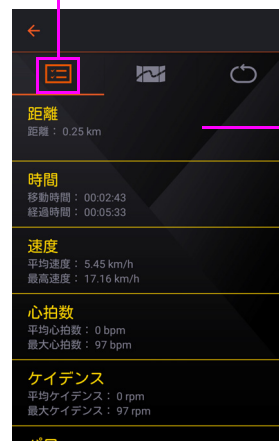 距離
距離： 0.25 km
時間
移動時間： 00:02:43
経過時間： 00:05:33
速度
平均速度： 5.45 km/h
最高速度： 17.16 km/h
心拍数
平均心拍数： 0 bpm
最大心拍数： 97 bpm
ケイデンス
平均ケイデンス： 0 rpm
最大ケイデンス： 97 rpm